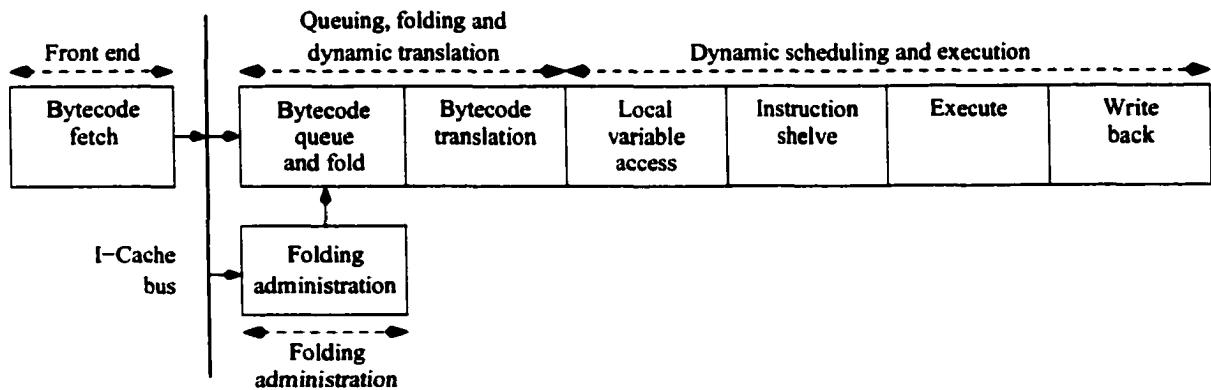 Queuing, folding and
Front end
dynamic translation
Dynamic scheduling and execution
Bytecode
fetch
Bytecode
queue
and fold
Bytecode
translation
Local
variable
access
Instruction
shelve
Execute
Write
back
I-Cache
bus
Folding
administration
Folding
administration